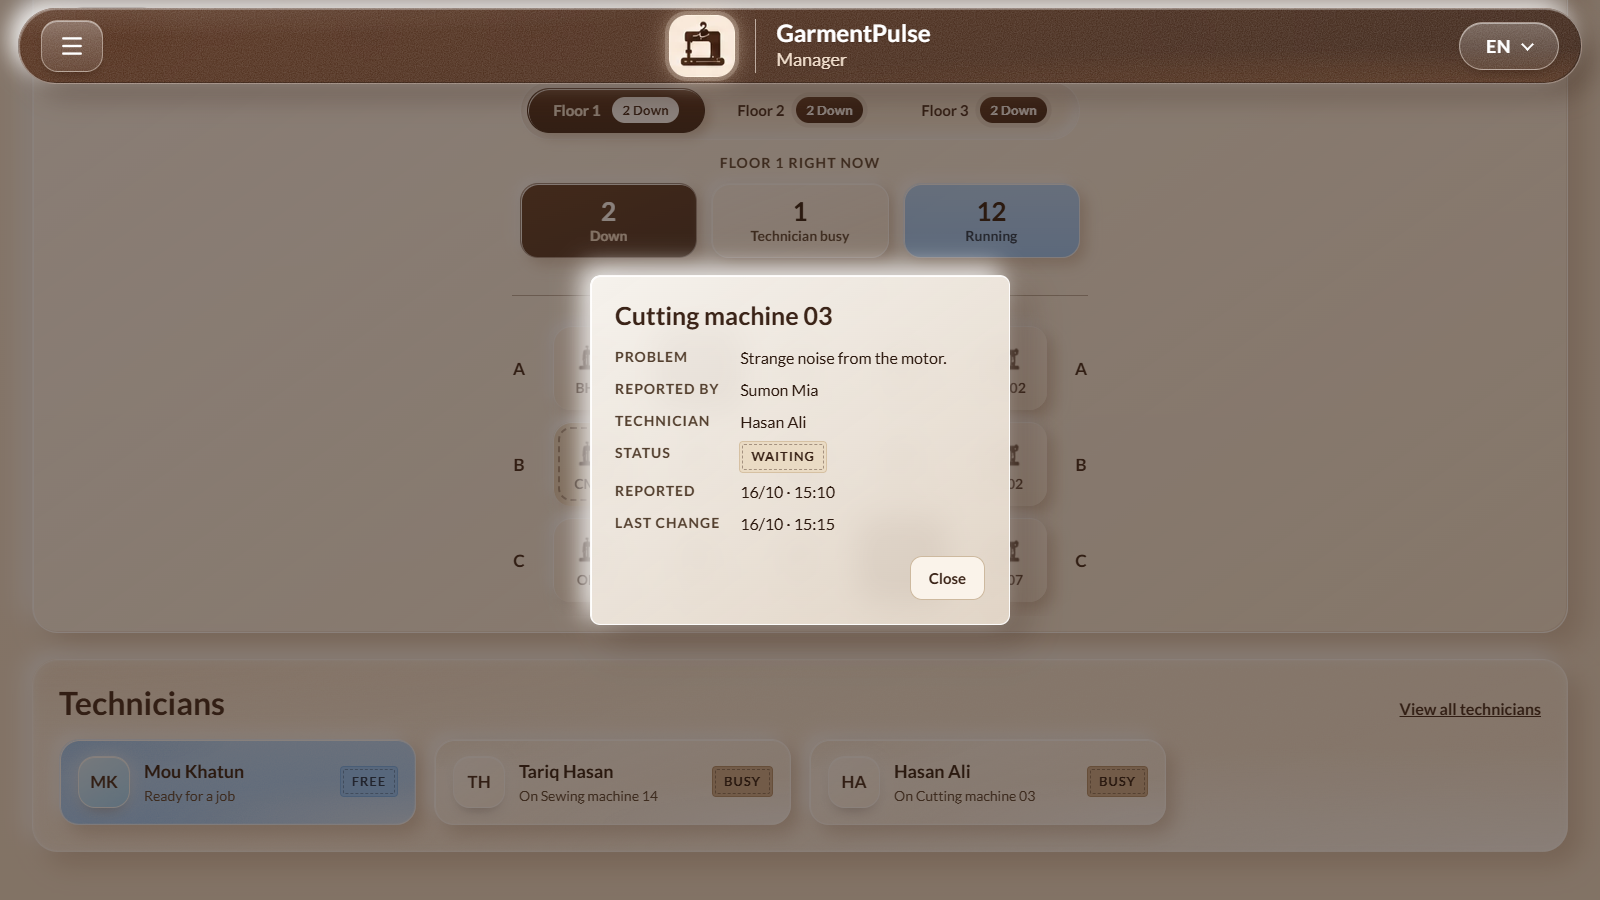 GarmentPulse
Manager
EN
Floor 1 2 Down Floor 2 2 Down Floor 3 2 Down
FLOOR 1 RIGHT NOW
2 1 12
Down Technician busy Running
Cutting machine 03
PROBLEM Strange noise from the motor.
REPORTED BY Sumon Mia
TECHNICIAN Hasan Ali
STATUS WAITING
REPORTED 16/10 · 15:10
LAST CHANGE 16/10 · 15:15
Close
A A
B B
C C
Technicians View all technicians
MK Mou Khatun FREE
Ready for a job
TH Tariq Hasan BUSY
On Sewing machine 14
HA Hasan Ali BUSY
On Cutting machine 03